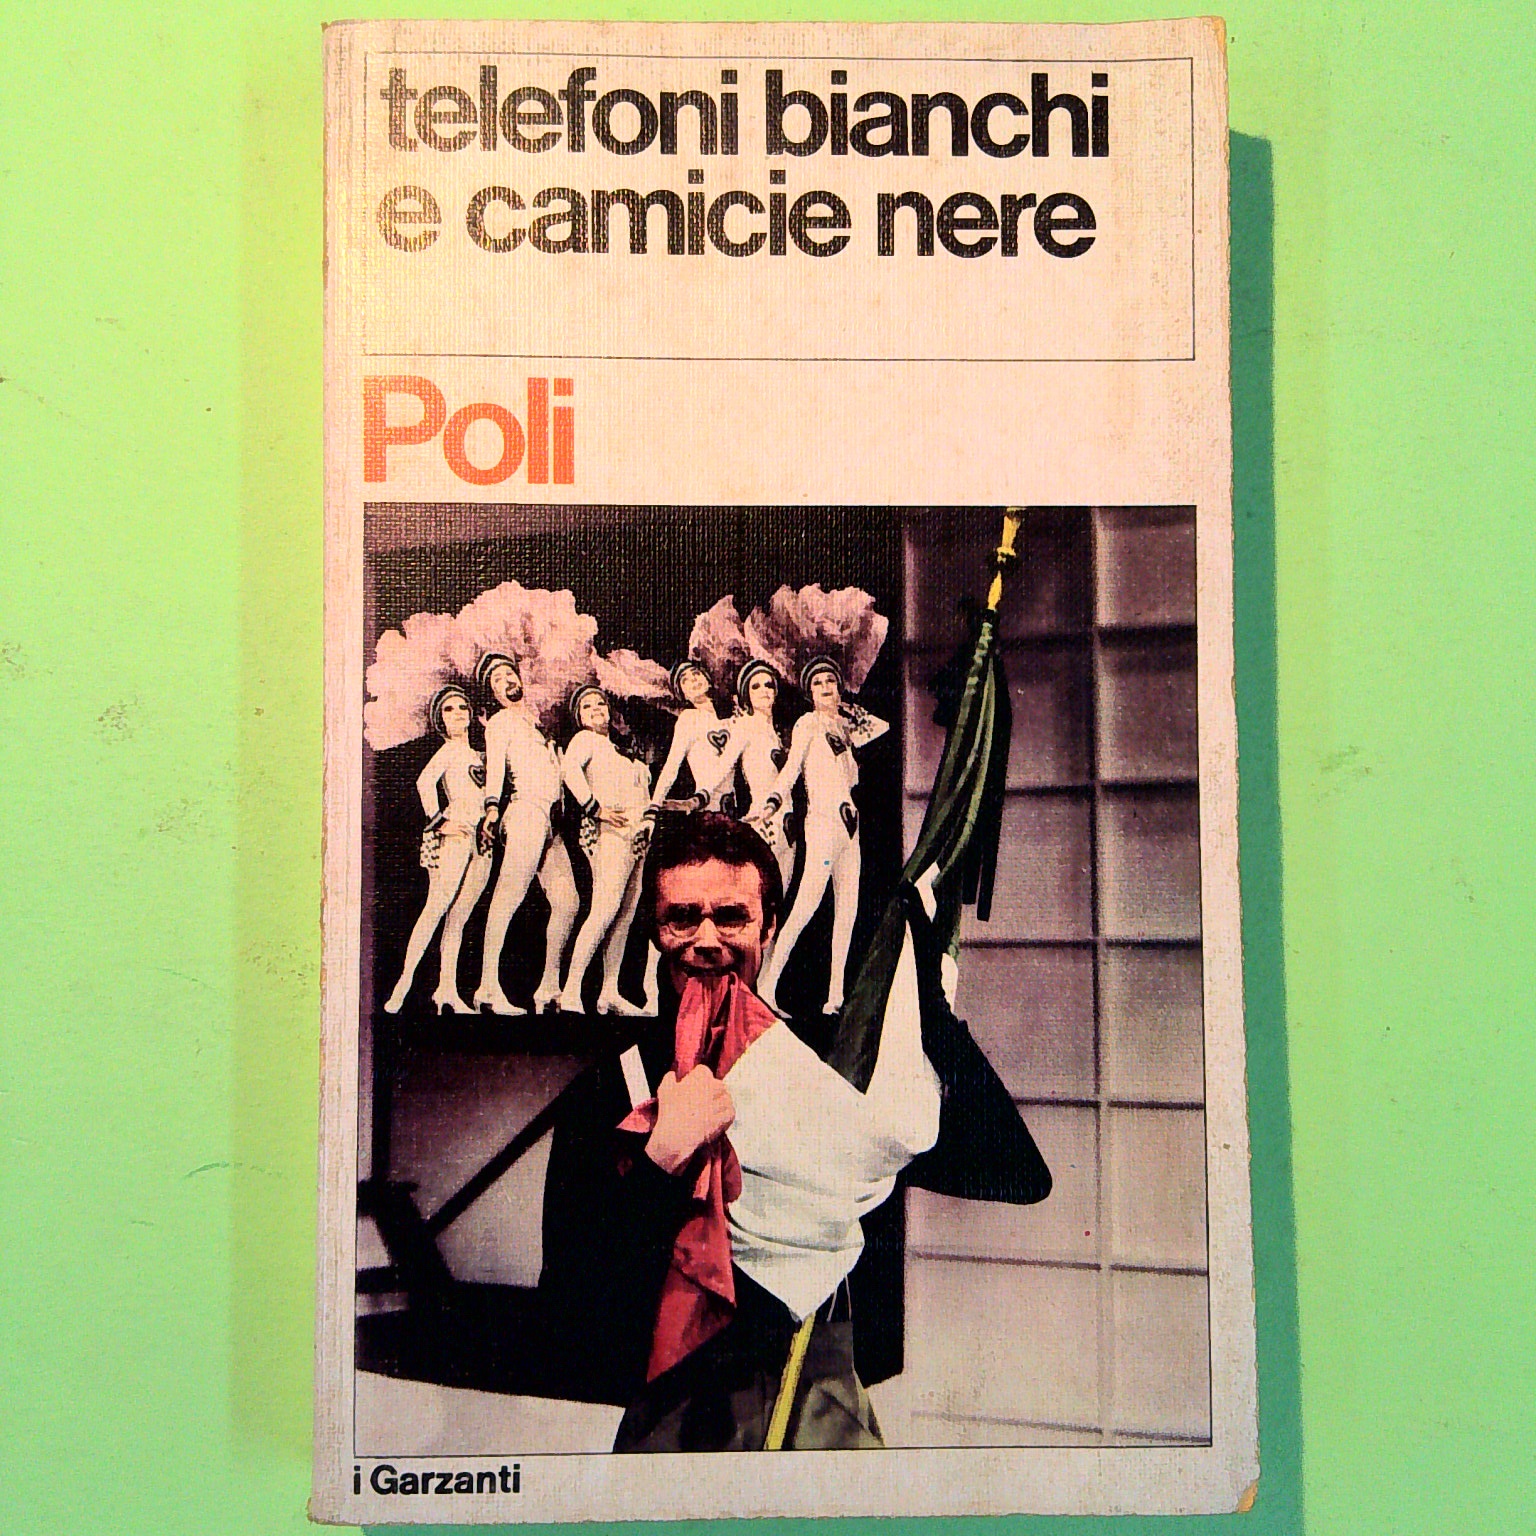 telefoni bianchi
e camicie nere
Poli
i Garzanti